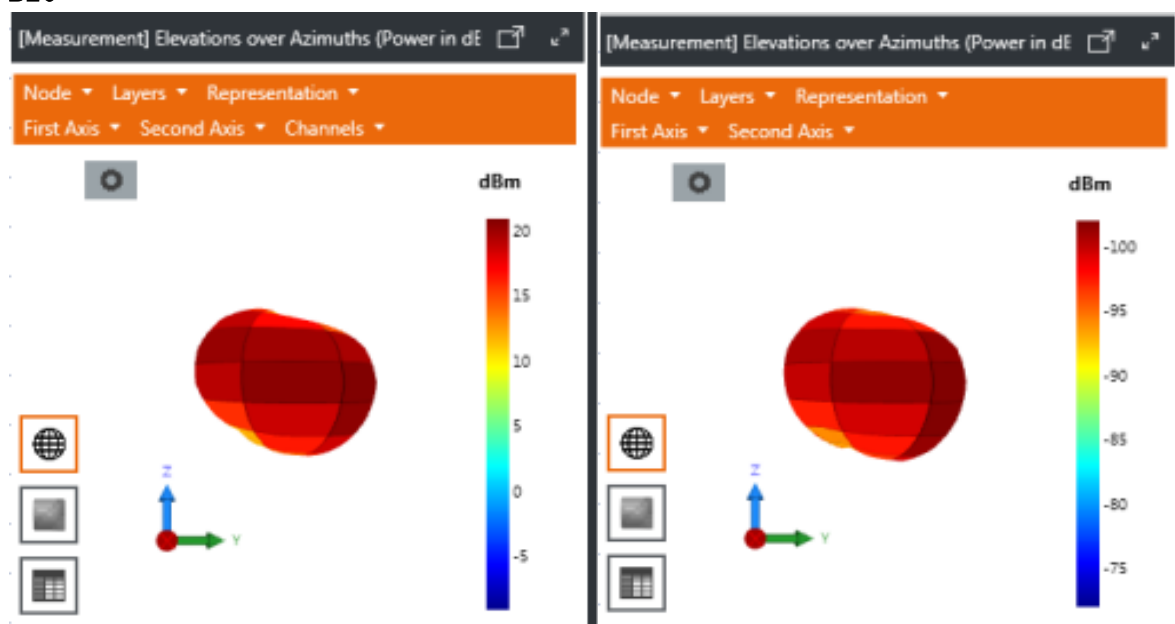 [Measurement] Elevations over Azimuths (Power in dE
Node Layers Representation
First Axis Second Axis Channels
dBm
20
15
10
5
0
-5
Z
Y
[Measurement] Elevations over Azimuths (Power in dE
Node Layers Representation
First Axis Second Axis
dBm
-100
-95
-90
-85
-80
-75
Z
Y